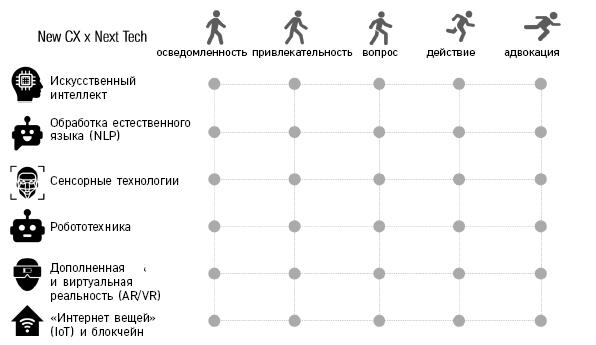 New CX x Next Tech
осведомленность привлекательность вопрос действие адвокация
Искусственный
интеллект
Обработка естественного
языка (NLP)
Сенсорные технологии
Робототехника
Дополненная
и виртуальная
реальность (AR/VR)
«Интернет вещей»
(IoT) и блокчейн